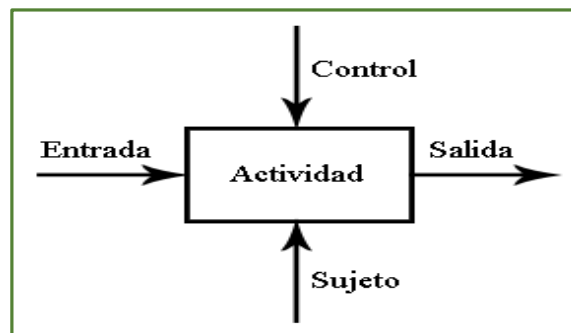 Control
Entrada
Actividad
Salida
Sujeto